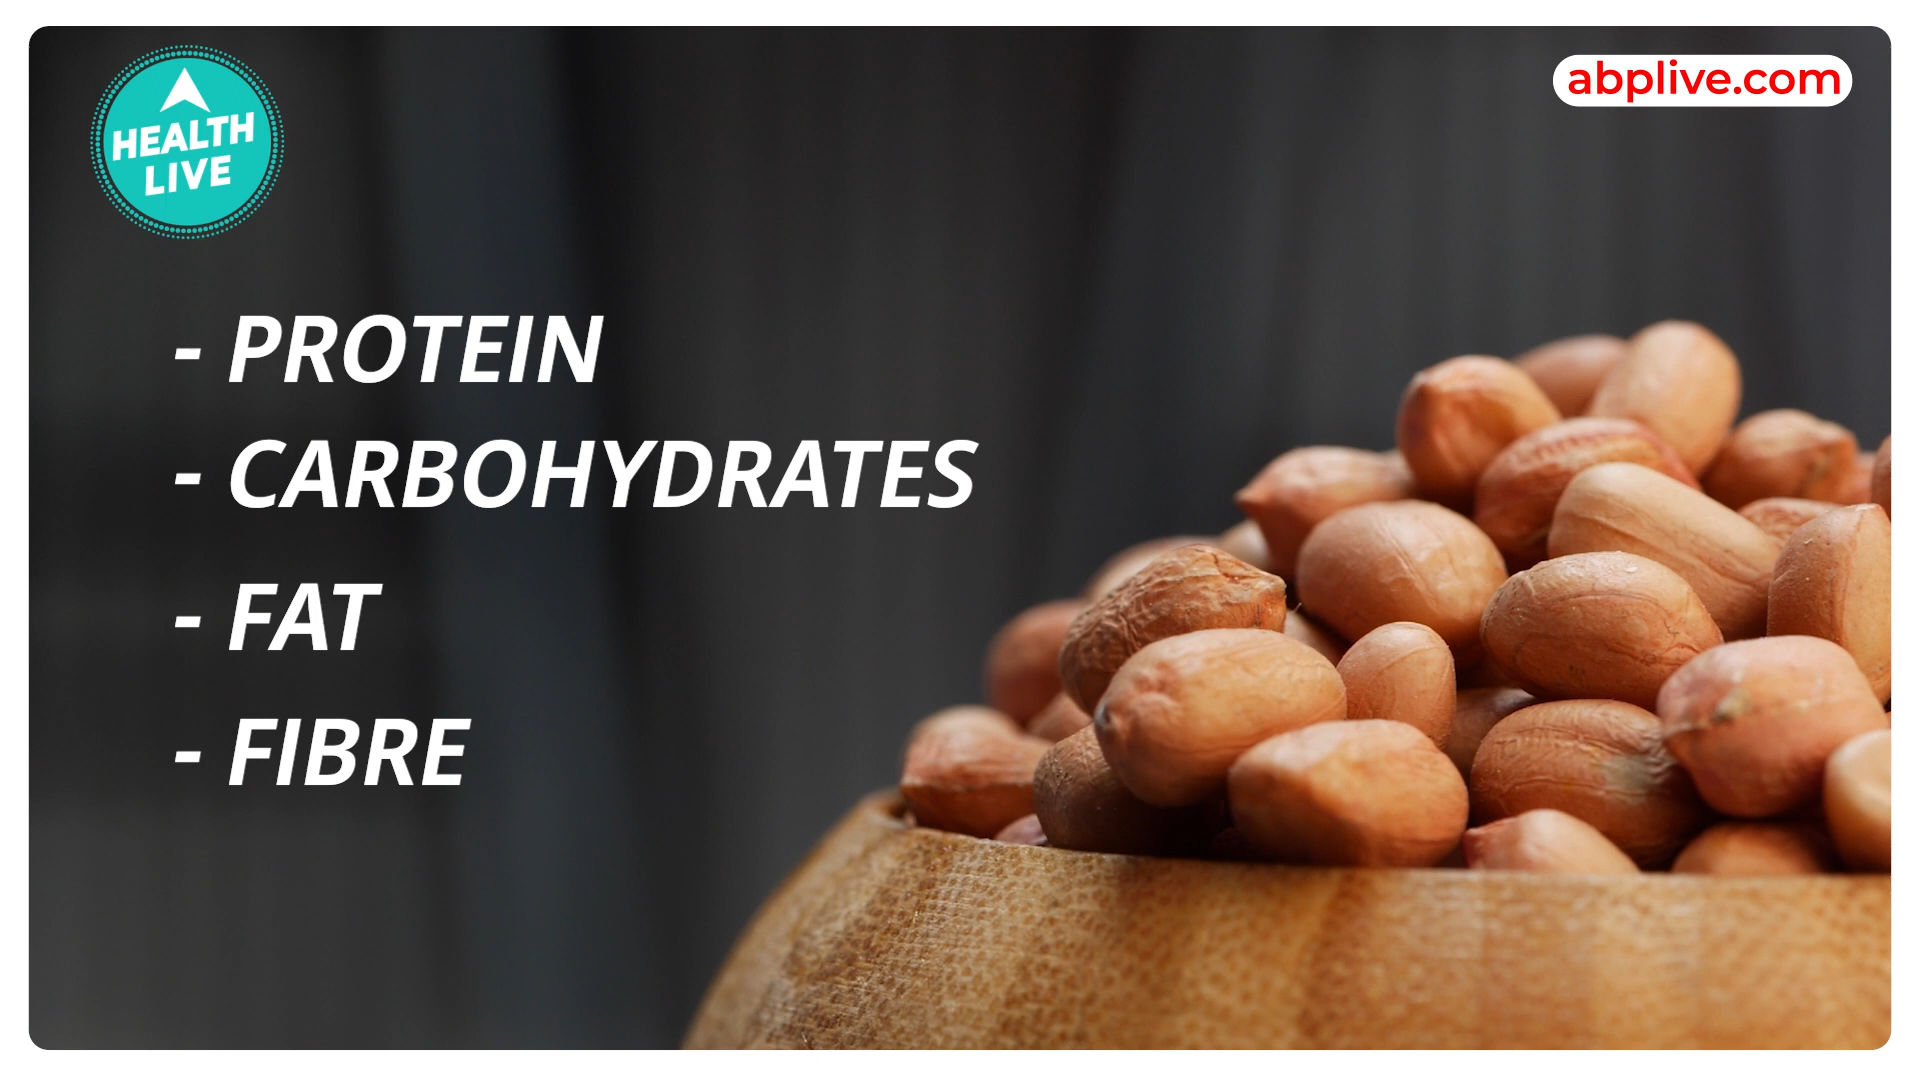 HEALTH
LIVE
abplive.com
- PROTEIN
- CARBOHYDRATES
- FAT
- FIBRE